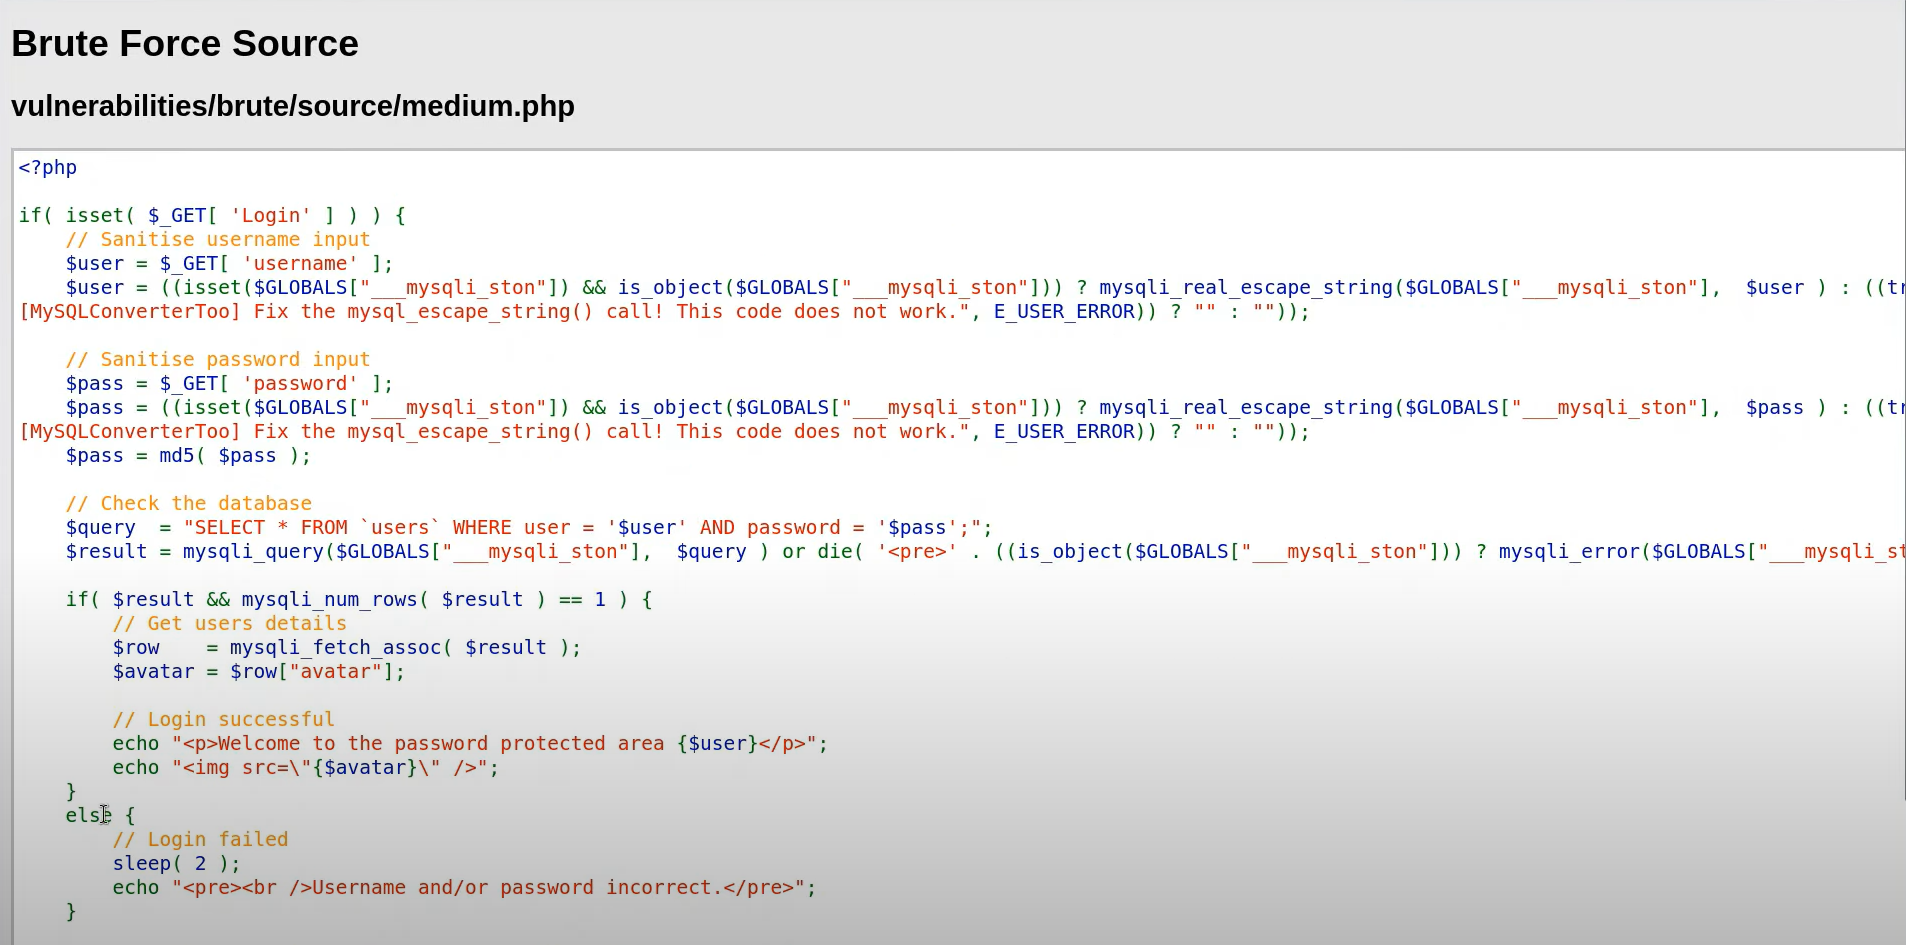 Brute Force Source
vulnerabilities/brute/source/medium.php
<?php
if( isset( $_GET[ 'Login' ] ) ) {
    // Sanitise username input
    $user = $_GET[ 'username' ];
    $user = ((isset($GLOBALS["___mysqli_ston"]) && is_object($GLOBALS["___mysqli_ston"])) ? mysqli_real_escape_string($GLOBALS["___mysqli_ston"],  $user ) : ((tr
[MySQLConverterToo] Fix the mysql_escape_string() call! This code does not work.", E_USER_ERROR)) ? "" : ""));
    // Sanitise password input
    $pass = $_GET[ 'password' ];
    $pass = ((isset($GLOBALS["___mysqli_ston"]) && is_object($GLOBALS["___mysqli_ston"])) ? mysqli_real_escape_string($GLOBALS["___mysqli_ston"],  $pass ) : ((tr
[MySQLConverterToo] Fix the mysql_escape_string() call! This code does not work.", E_USER_ERROR)) ? "" : ""));
    $pass = md5( $pass );
    // Check the database
    $query  = "SELECT * FROM `users` WHERE user = '$user' AND password = '$pass';";
    $result = mysqli_query($GLOBALS["___mysqli_ston"],  $query ) or die( '<pre>' . ((is_object($GLOBALS["___mysqli_ston"])) ? mysqli_error($GLOBALS["___mysqli_st
    if( $result && mysqli_num_rows( $result ) == 1 ) {
        // Get users details
        $row    = mysqli_fetch_assoc( $result );
        $avatar = $row["avatar"];
        // Login successful
        echo "<p>Welcome to the password protected area {$user}</p>";
        echo "<img src=\"{$avatar}\" />";
    }
    else {
        // Login failed
        sleep( 2 );
        echo "<pre><br />Username and/or password incorrect.</pre>";
    }